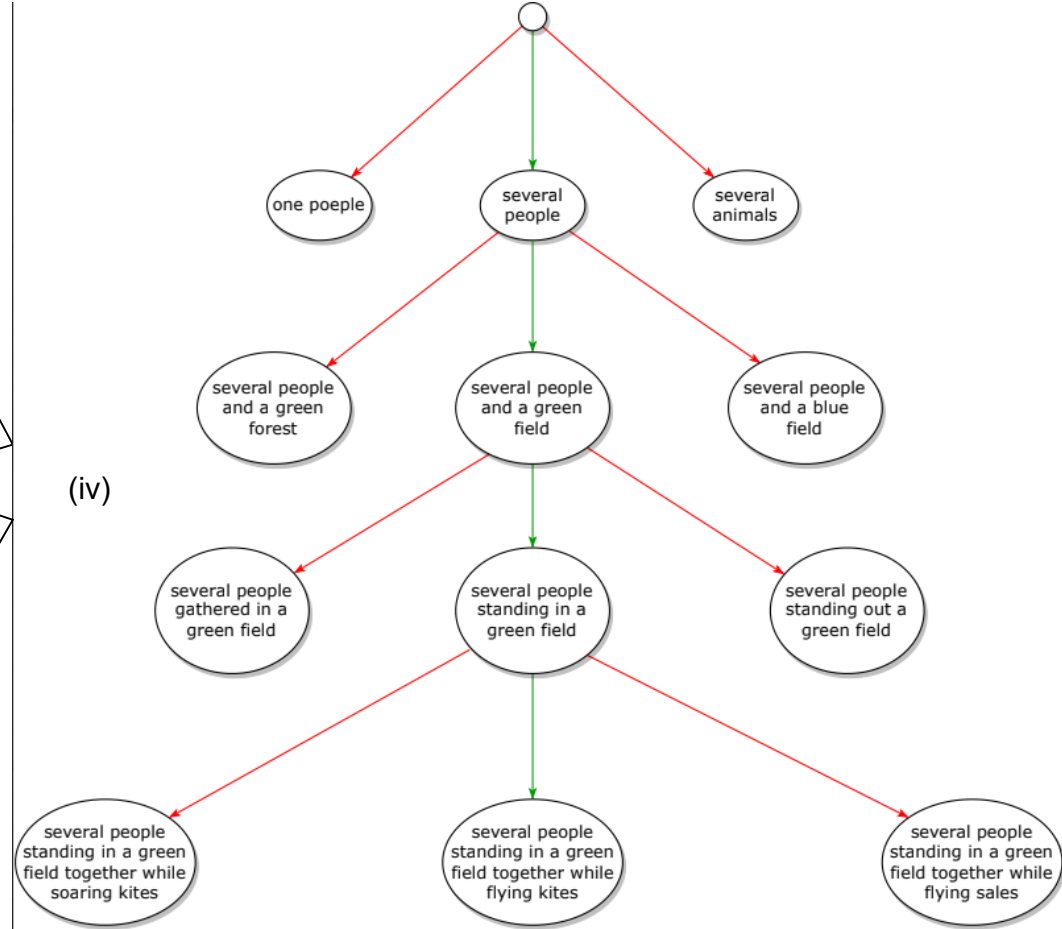 one poeple
several
people
several
animals
several people
and a green
forest
several people
and a green
field
several people
and a blue
field
(iv)
several people
gathered in a
green field
several people
standing in a
green field
several people
standing out a
green field
several people
standing in a green
field together while
soaring kites
several people
standing in a green
field together while
flying kites
several people
standing in a green
field together while
flying sales